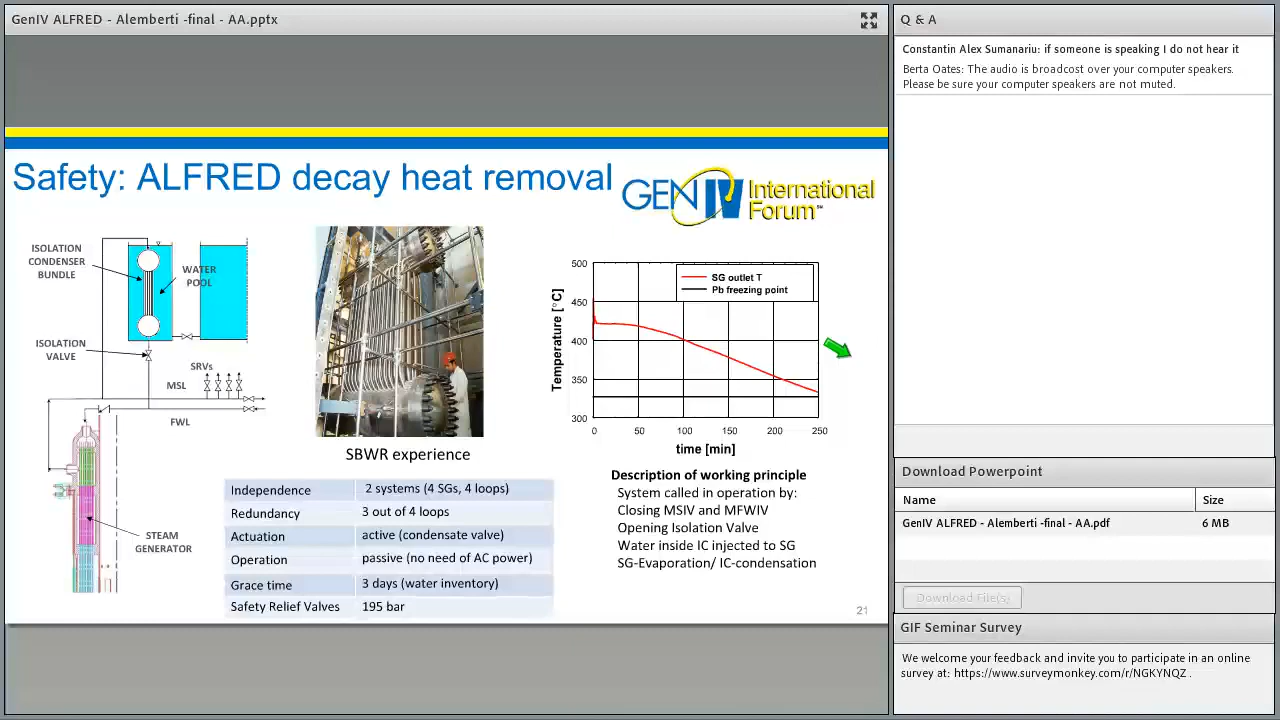 GenIV ALFRED - Alemberti -final - AA.pptx
Safety: ALFRED decay heat removal
GEN IV International
Forum℠
ISOLATION
CONDENSER
BUNDLE
WATER
POOL
ISOLATION
VALVE
SRVs
MSL
FWL
STEAM
GENERATOR
SBWR experience
500
450
400
350
300
Temperature [°C]
SG outlet T
Pb freezing point
0 50 100 150 200 250
time [min]
Independence 2 systems (4 SGs, 4 loops)
Redundancy 3 out of 4 loops
Actuation active (condensate valve)
Operation passive (no need of AC power)
Grace time 3 days (water inventory)
Safety Relief Valves 195 bar
Description of working principle
System called in operation by:
Closing MSIV and MFWIV
Opening Isolation Valve
Water inside IC injected to SG
SG-Evaporation/ IC-condensation
21
Q & A
Constantin Alex Sumanariu: if someone is speaking I do not hear it
Berta Oates: The audio is broadcast over your computer speakers.
Please be sure your computer speakers are not muted.
Download Powerpoint
Name Size
GenIV ALFRED - Alemberti -final - AA.pdf 6 MB
Download File(s)
GIF Seminar Survey
We welcome your feedback and invite you to participate in an online
survey at: https://www.surveymonkey.com/r/NGKYNQZ .